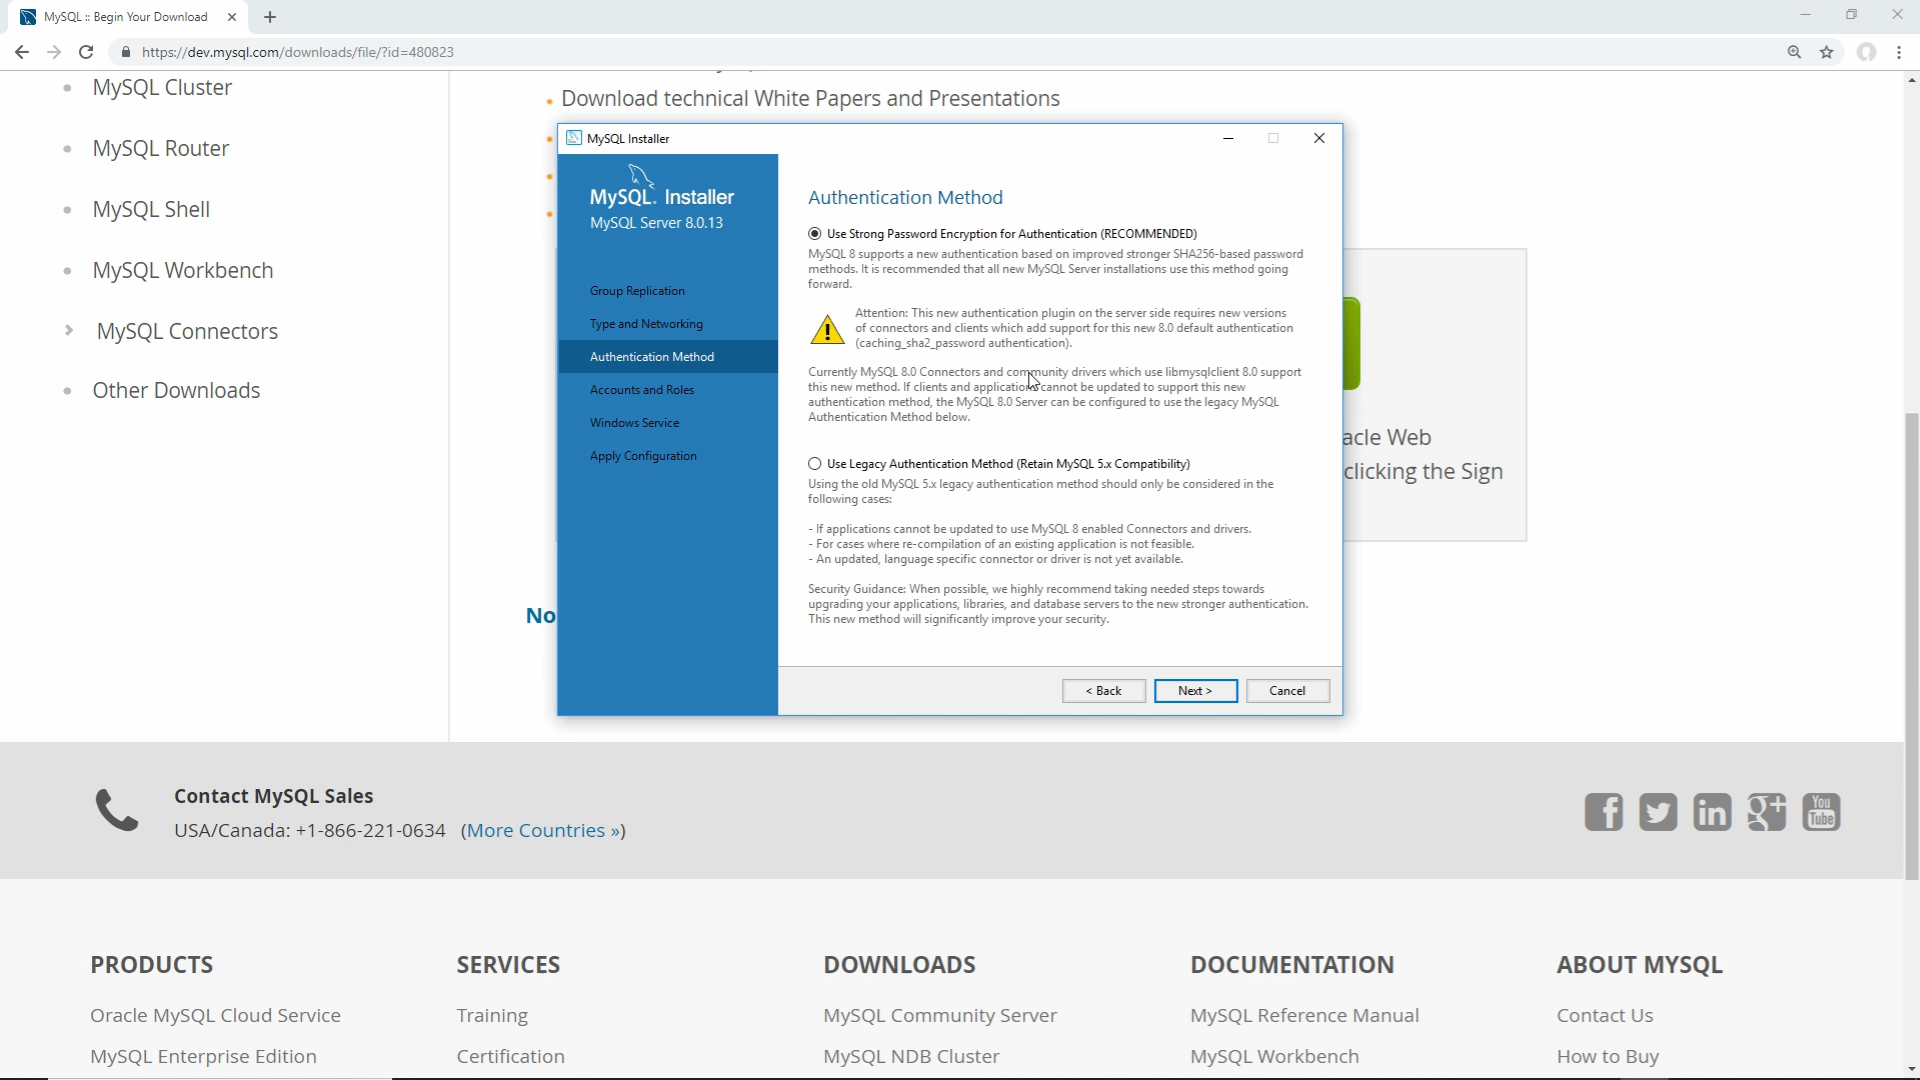 MySQL :: Begin Your Download
https://dev.mysql.com/downloads/file/?id=480823
MySQL Cluster
MySQL Router
MySQL Shell
MySQL Workbench
MySQL Connectors
Other Downloads
Download technical White Papers and Presentations
MySQL Installer
MySQL. Installer
MySQL Server 8.0.13
Group Replication
Type and Networking
Authentication Method
Accounts and Roles
Windows Service
Apply Configuration
Authentication Method
Use Strong Password Encryption for Authentication (RECOMMENDED)
MySQL 8 supports a new authentication based on improved stronger SHA256-based password
methods. It is recommended that all new MySQL Server installations use this method going
forward.
Attention: This new authentication plugin on the server side requires new versions
of connectors and clients which add support for this new 8.0 default authentication
(caching_sha2_password authentication).
Currently MySQL 8.0 Connectors and community drivers which use libmysqlclient 8.0 support
this new method. If clients and applications cannot be updated to support this new
authentication method, the MySQL 8.0 Server can be configured to use the legacy MySQL
Authentication Method below.
Use Legacy Authentication Method (Retain MySQL 5.x Compatibility)
Using the old MySQL 5.x legacy authentication method should only be considered in the
following cases:
- If applications cannot be updated to use MySQL 8 enabled Connectors and drivers.
- For cases where re-compilation of an existing application is not feasible.
- An updated, language specific connector or driver is not yet available.
Security Guidance: When possible, we highly recommend taking needed steps towards
upgrading your applications, libraries, and database servers to the new stronger authentication.
This new method will significantly improve your security.
< Back
Next >
Cancel
acle Web
clicking the Sign
No
Contact MySQL Sales
USA/Canada: +1-866-221-0634 (More Countries »)
f
in
g+
You
Tube
PRODUCTS
Oracle MySQL Cloud Service
MySQL Enterprise Edition
SERVICES
Training
Certification
DOWNLOADS
MySQL Community Server
MySQL NDB Cluster
DOCUMENTATION
MySQL Reference Manual
MySQL Workbench
ABOUT MYSQL
Contact Us
How to Buy